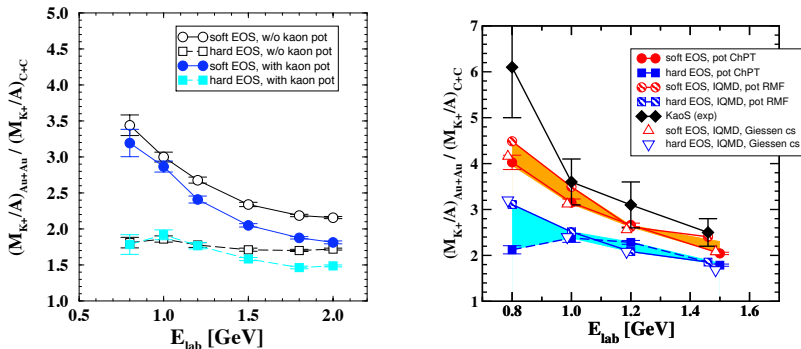 5.0
4.5
4.0
3.5
3.0
2.5
2.0
1.5
1.0
(M_K+/A)_Au+Au / (M_K+/A)_C+C
soft EOS, w/o kaon pot
hard EOS, w/o kaon pot
soft EOS, with kaon pot
hard EOS, with kaon pot
0.5 1.0 1.5 2.0
E_lab [GeV]
7
6
5
4
3
2
1
(M_K+/A)_Au+Au / (M_K+/A)_C+C
soft EOS, pot ChPT
hard EOS, pot ChPT
soft EOS, IQMD, pot RMF
hard EOS, IQMD, pot RMF
KaoS (exp)
soft EOS, IQMD, Giessen cs
hard EOS, IQMD, Giessen cs
0.8 1.0 1.2 1.4 1.6
E_lab [GeV]